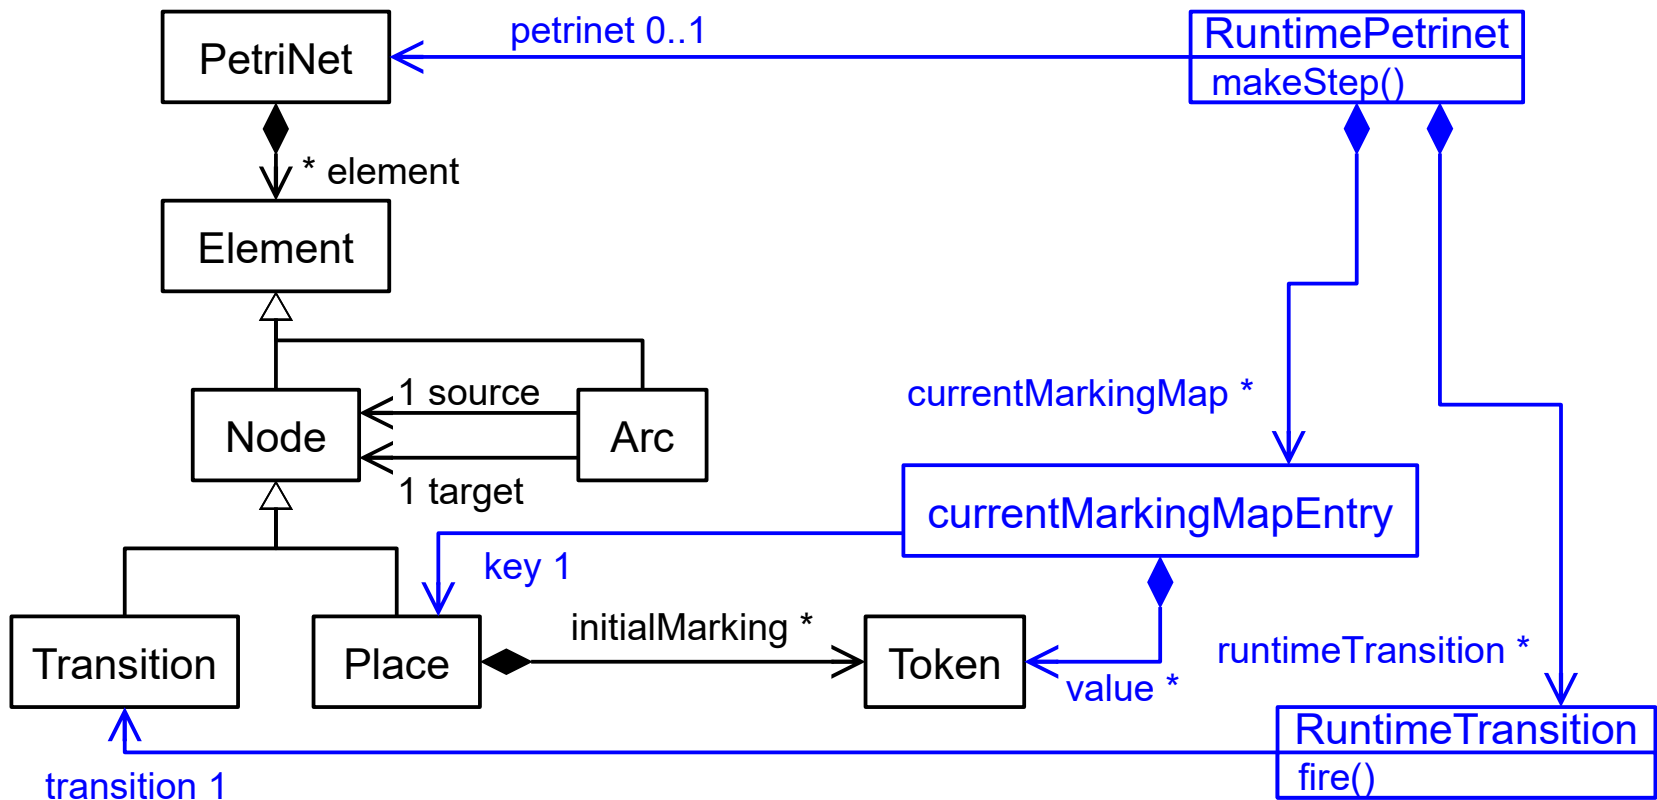 petrinet 0..1
RuntimePetrinet
PetriNet
makeStep()
* element
Element
1 source
currentMarkingMap *
Node
Arc
1 target
currentMarkingMapEntry
key 1
initialMarking *
Transition
Place
Token
runtimeTransition *
value *
RuntimeTransition
transition 1
fire()